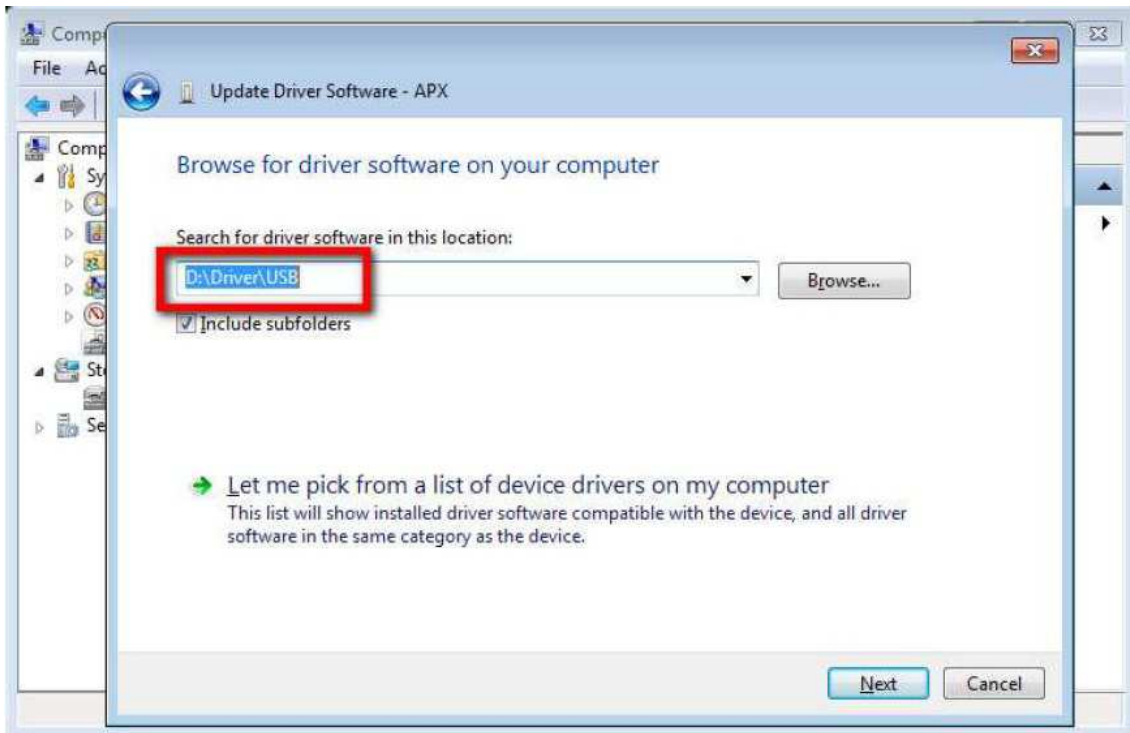 Comp
File Ac
Update Driver Software - APX
Comp
Sy
Browse for driver software on your computer
Search for driver software in this location:
D:\Driver\USB
Browse...
Include subfolders
Sto
Se
Let me pick from a list of device drivers on my computer
This list will show installed driver software compatible with the device, and all driver
software in the same category as the device.
Next Cancel